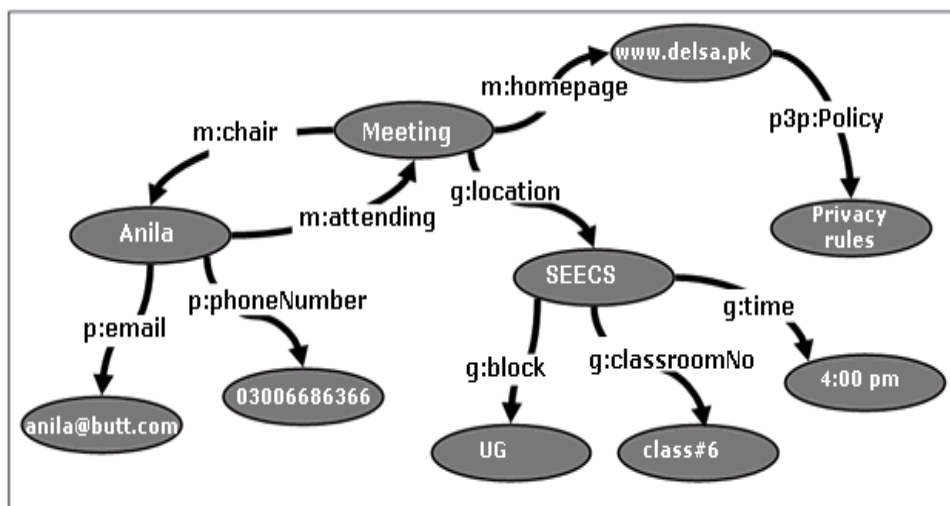 www.delsa.pk
m:homepage
p3p:Policy
m:chair
Meeting
g:location
m:attending
Anila
Privacy
rules
SEECS
p:phoneNumber
g:time
p:email
g:block
g:classroomNo
4:00 pm
03006686366
anila@butt.com
UG
class#6